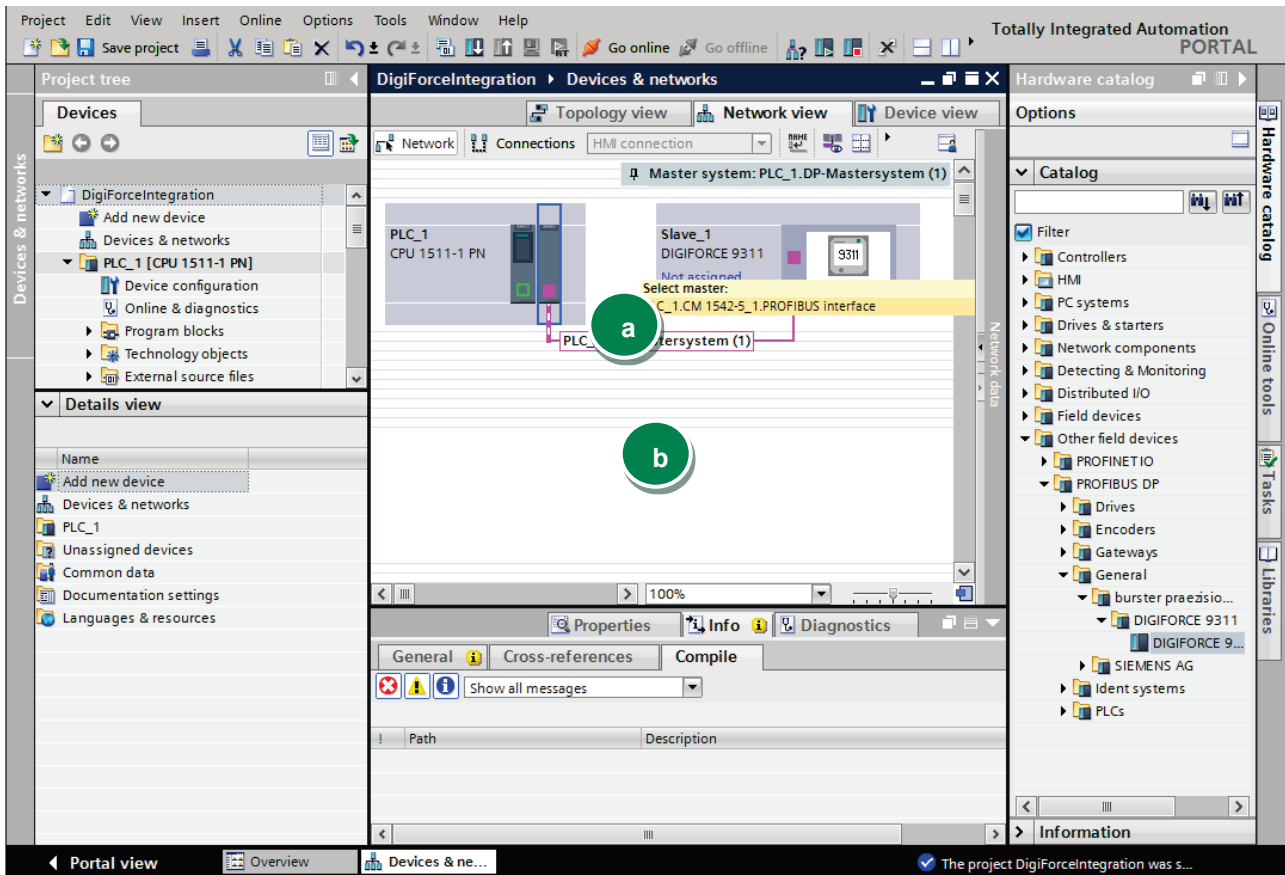 Project Edit View Insert Online Options Tools Window Help
Totally Integrated Automation
PORTAL
Save project
Go online
Go offline
Project tree
DigiForceIntegration Devices & networks
Hardware catalog
Devices
Topology view
Network view
Device view
Options
Network
Connections
HMI connection
Master system: PLC_1.DP-Mastersystem (1)
Catalog
Filter
DigiForceIntegration
Add new device
Devices & networks
PLC_1 [CPU 1511-1 PN]
Device configuration
Online & diagnostics
Program blocks
Technology objects
External source files
PLC_1
CPU 1511-1 PN
Slave_1
DIGIFORCE 9311
Not assigned
9311
Select master:
C_1.CM 1542-5_1.PROFIBUS interface
a
PLC_ tersystem (1)
b
Network data
Devices & networks
Details view
Name
Add new device
Devices & networks
PLC_1
Unassigned devices
Common data
Documentation settings
Languages & resources
100%
Properties
Info
Diagnostics
General
Cross-references
Compile
Show all messages
! Path Description
Controllers
HMI
PC systems
Drives & starters
Network components
Detecting & Monitoring
Distributed I/O
Field devices
Other field devices
PROFINET IO
PROFIBUS DP
Drives
Encoders
Gateways
General
burster praezisio...
DIGIFORCE 9311
DIGIFORCE 9...
SIEMENS AG
Ident systems
PLCs
Information
Hardware catalog
Online tools
Tasks
Libraries
Portal view
Overview
Devices & ne...
The project DigiForceIntegration was s...